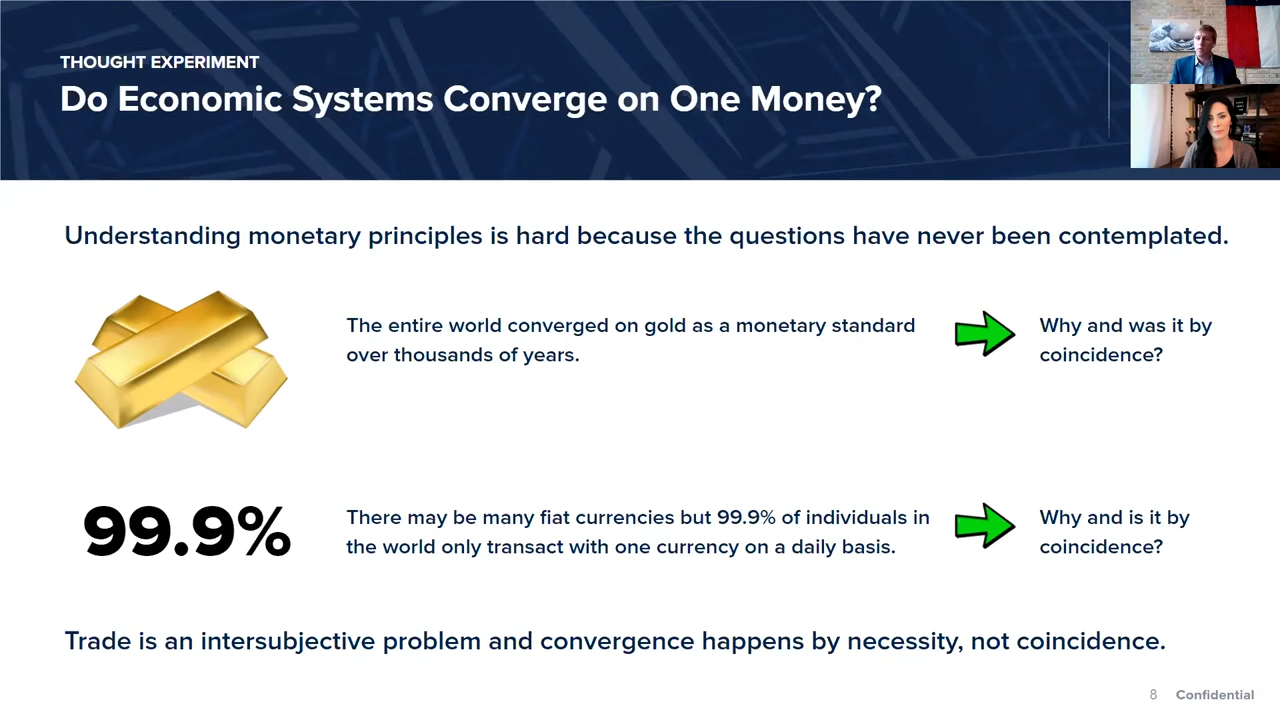 THOUGHT EXPERIMENT
Do Economic Systems Converge on One Money?
Understanding monetary principles is hard because the questions have never been contemplated.
The entire world converged on gold as a monetary standard
over thousands of years.
Why and was it by
coincidence?
99.9%
There may be many fiat currencies but 99.9% of individuals in
the world only transact with one currency on a daily basis.
Why and is it by
coincidence?
Trade is an intersubjective problem and convergence happens by necessity, not coincidence.
8 Confidential